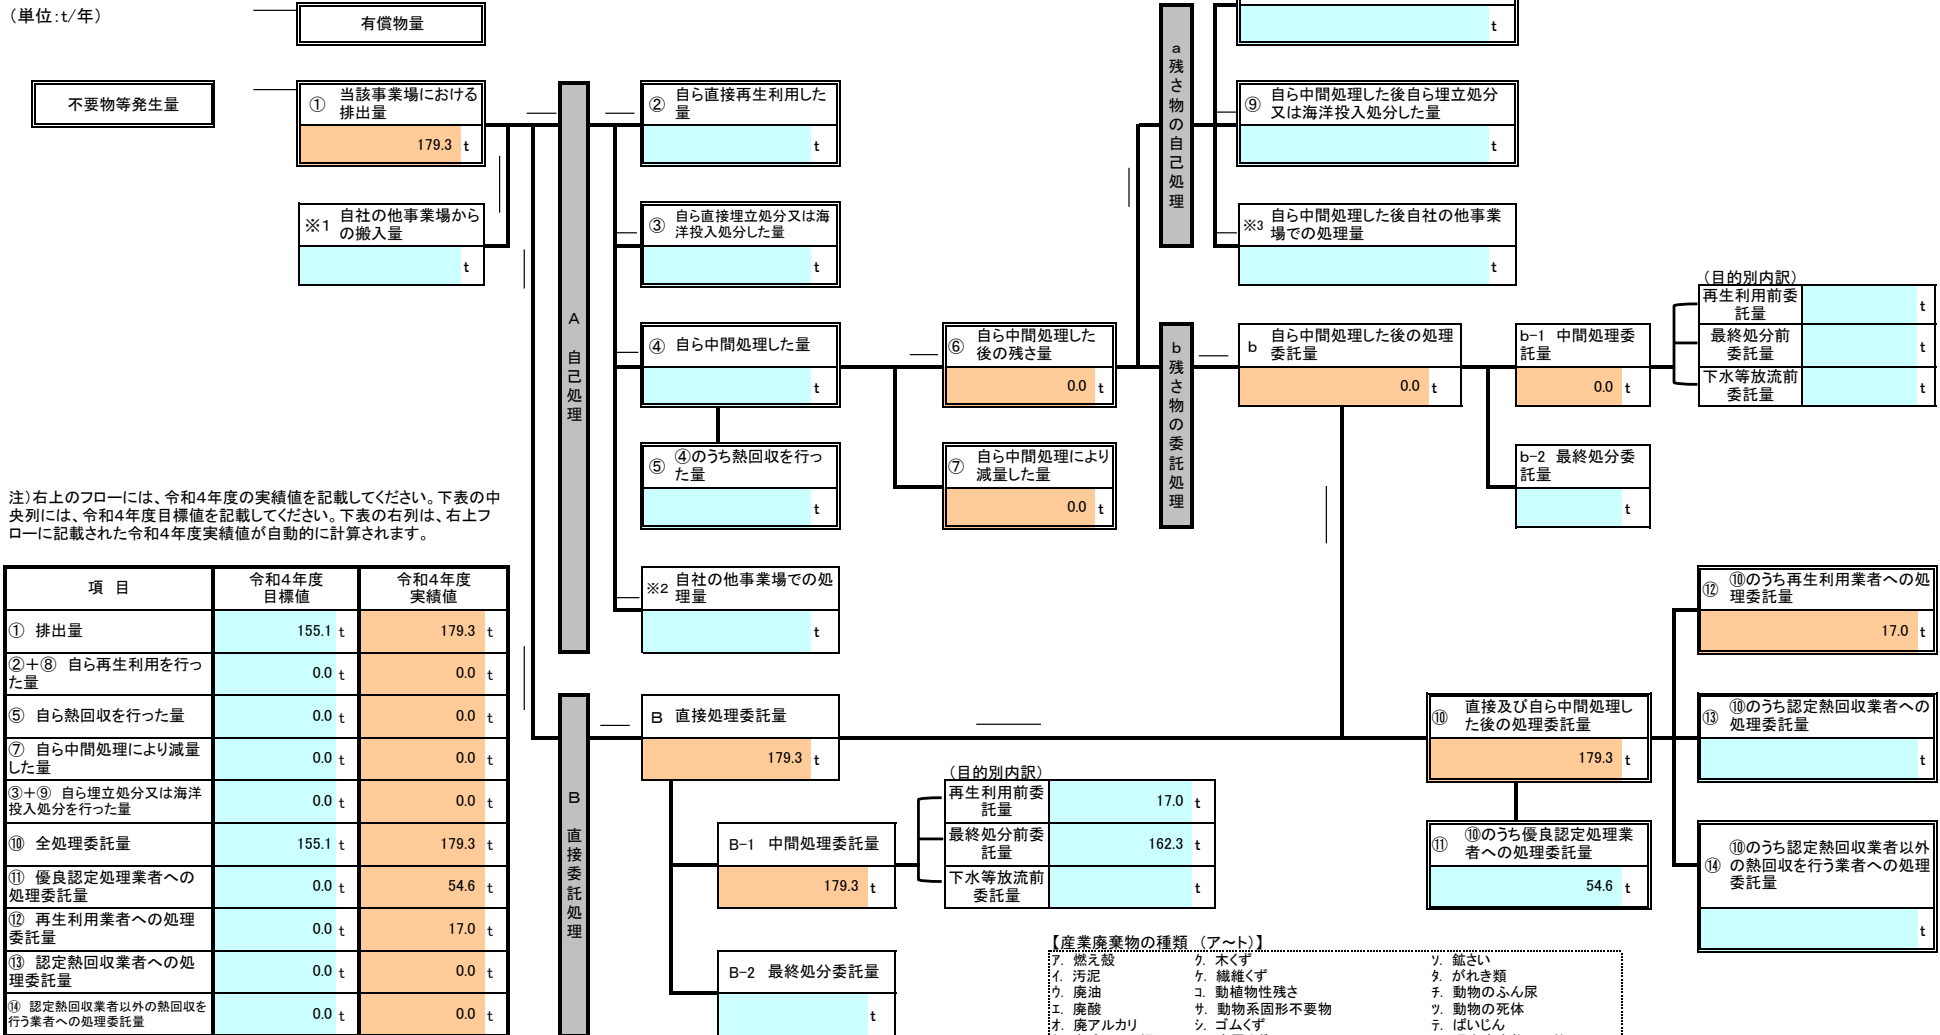 (単位:t/年)
有償物量
t
不要物等発生量
① 当該事業場における
排出量
179.3 t
※1 自社の他事業場から
の搬入量
t
A 自己処理
② 自ら直接再生利用した
量
t
③ 自ら直接埋立処分又は海
洋投入処分した量
t
④ 自ら中間処理した量
t
⑤ ④のうち熱回収を行っ
た量
t
※2 自社の他事業場での処
理量
t
⑥ 自ら中間処理した
後の残さ量
0.0 t
⑦ 自ら中間処理により
減量した量
0.0 t
a 残さ物の自己処理
⑨ 自ら中間処理した後自ら埋立処分
又は海洋投入処分した量
t
※3 自ら中間処理した後自社の他事業
場での処理量
t
b 残さ物の委託処理
b 自ら中間処理した後の処理
委託量
0.0 t
b-1 中間処理委
託量
0.0 t
b-2 最終処分委
託量
t
(目的別内訳)
再生利用前委
託量
t
最終処分前
委託量
t
下水等放流前
委託量
t
注)右上のフローには、令和4年度の実績値を記載してください。下表の中
央列には、令和4年度目標値を記載してください。下表の右列は、右上フ
ローに記載された令和4年度実績値が自動的に計算されます。
項 目 令和4年度
目標値 令和4年度
実績値
① 排出量 155.1 t 179.3 t
②+⑧ 自ら再生利用を行っ
た量 0.0 t 0.0 t
⑤ 自ら熱回収を行った量 0.0 t 0.0 t
⑦ 自ら中間処理により減量
した量 0.0 t 0.0 t
③+⑨ 自ら埋立処分又は海洋
投入処分を行った量 0.0 t 0.0 t
⑩ 全処理委託量 155.1 t 179.3 t
⑪ 優良認定処理業者への
処理委託量 0.0 t 54.6 t
⑫ 再生利用業者への処理
委託量 0.0 t 17.0 t
⑬ 認定熱回収業者への処
理委託量 0.0 t 0.0 t
⑭ 認定熱回収業者以外の熱回収を
行う業者への処理委託量 0.0 t 0.0 t
B 直接委託処理
B 直接処理委託量
179.3 t
B-1 中間処理委託量
179.3 t
B-2 最終処分委託量
t
(目的別内訳)
再生利用前委
託量
17.0 t
最終処分前委
託量
162.3 t
下水等放流前
委託量
t
⑩ 直接及び自ら中間処理し
た後の処理委託量
179.3 t
⑪ ⑩のうち優良認定処理業
者への処理委託量
54.6 t
⑫ ⑩のうち再生利用業者への処
理委託量
17.0 t
⑬ ⑩のうち認定熱回収業者への
処理委託量
t
⑭ ⑩のうち認定熱回収業者以外
の熱回収を行う業者への処理
委託量
t
【産業廃棄物の種類 (ア~ト)】
ア. 燃え殻 ク. 木くず ソ. 鉱さい
イ. 汚泥 ケ. 繊維くず タ. がれき類
ウ. 廃油 コ. 動植物性残さ チ. 動物のふん尿
エ. 廃酸 サ. 動物系固形不要物 ツ. 動物の死体
オ. 廃アルカリ シ. ゴムくず テ. ばいじん